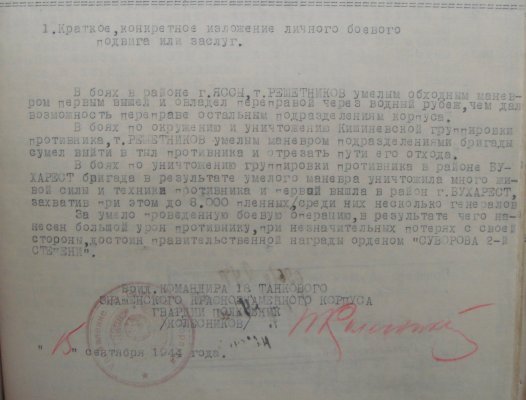 1.Краткое,конкретное изложение личного боевого
подвига или заслуг.
В боях в районе г.ЯССЫ,т.РЕШЕТНИКОВ умелым обходным манев-
ром первым вышел и овладел переправой через водный рубеж,чем дал
возможность переправе остальным подразделениям корпуса.
В боях по окружению и уничтожению Кишиневской группировки
противника,т.РЕШЕТНИКОВ умелым маневром подразделениями бригады
сумел выйти в тыл противника и отрезать пути его отхода.
В боях по уничтожению группировки противника в районе БУ-
ХАРЕСТ бригада в результате умелого маневра уничтожила много жи-
вой силы и техники противника и первой вышла в район г.БУХАРЕСТ,
захватив при этом до 8.000 пленных,среди них несколько генералов
За умело проведенную боевую операцию,в результате чего на-
несен большой урон противнику,при незначительных потерях с своей
стороны,достоин правительственной награды орденом "СУВОРОВА 2-й
СТЕПЕНИ".
КОМАНДИРА 18 ТАНКОВОГО
ЗНАМЕНСКОГО КРАСНОЗНАМЕННОГО КОРПУСА
ГВАРДИИ ПОЛКОВНИК
/КОЛЕСНИКОВ/
"15" сентября 1944 года.